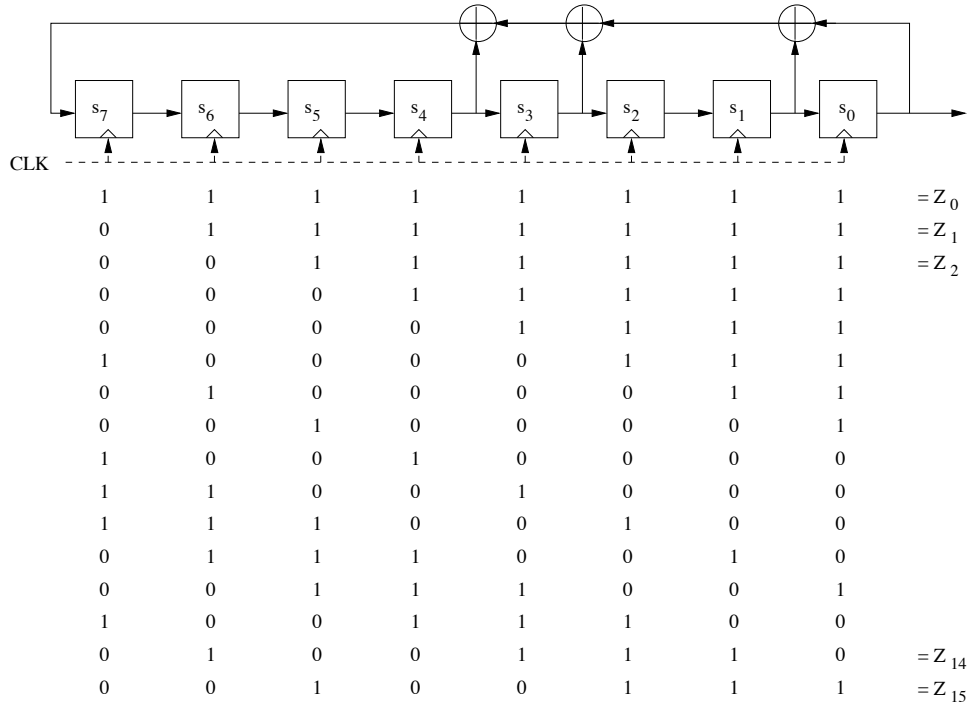 s7 s6 s5 s4 s3 s2 s1 s0
CLK
1 1 1 1 1 1 1 1 = Z0
0 1 1 1 1 1 1 1 = Z1
0 0 1 1 1 1 1 1 = Z2
0 0 0 1 1 1 1 1
0 0 0 0 1 1 1 1
1 0 0 0 0 1 1 1
0 1 0 0 0 0 1 1
0 0 1 0 0 0 0 1
1 0 0 1 0 0 0 0
1 1 0 0 1 0 0 0
1 1 1 0 0 1 0 0
0 1 1 1 0 0 1 0
0 0 1 1 1 0 0 1
1 0 0 1 1 1 0 0
0 1 0 0 1 1 1 0 = Z14
0 0 1 0 0 1 1 1 = Z15